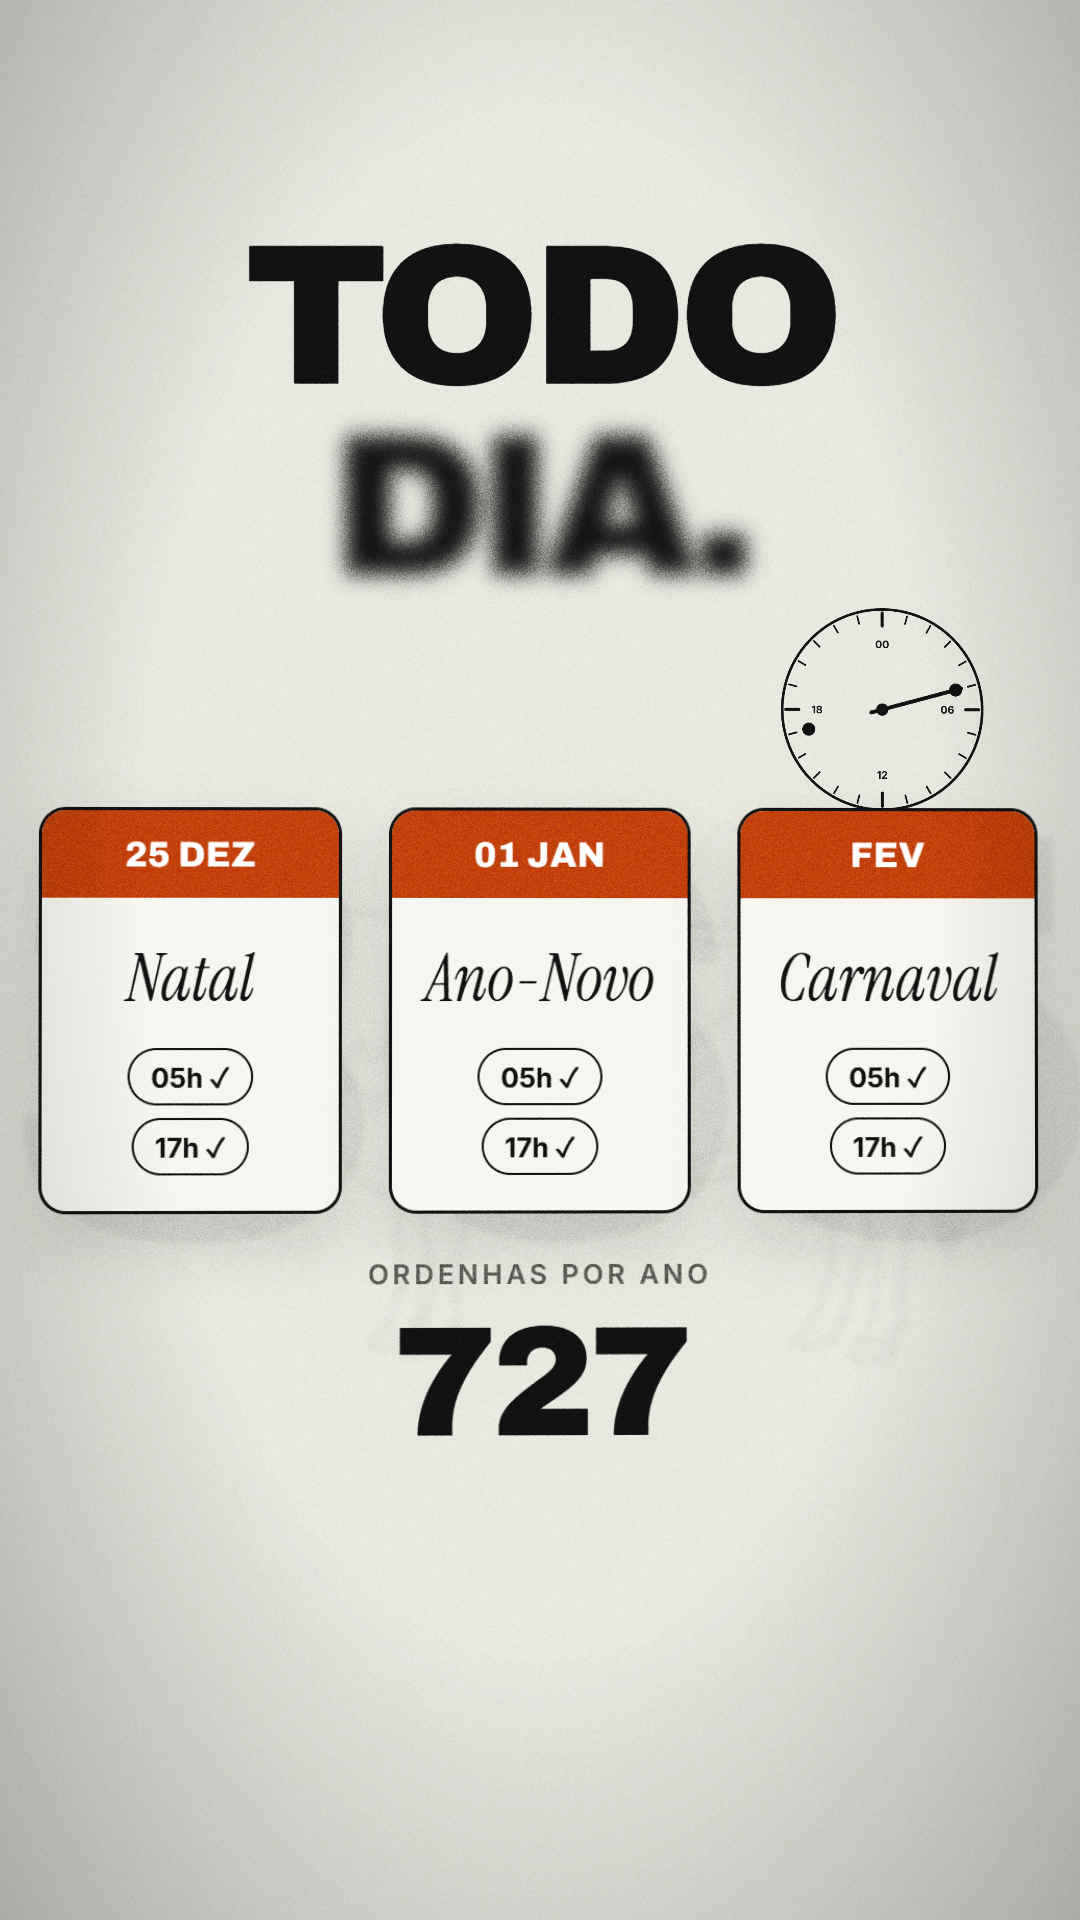 TODO
DIA.
00
18
06
12
25 DEZ
01 JAN
FEV
Natal
Ano-Novo
Carnaval
05h ✓
05h ✓
05h ✓
17h ✓
17h ✓
17h ✓
ORDENHAS POR ANO
727